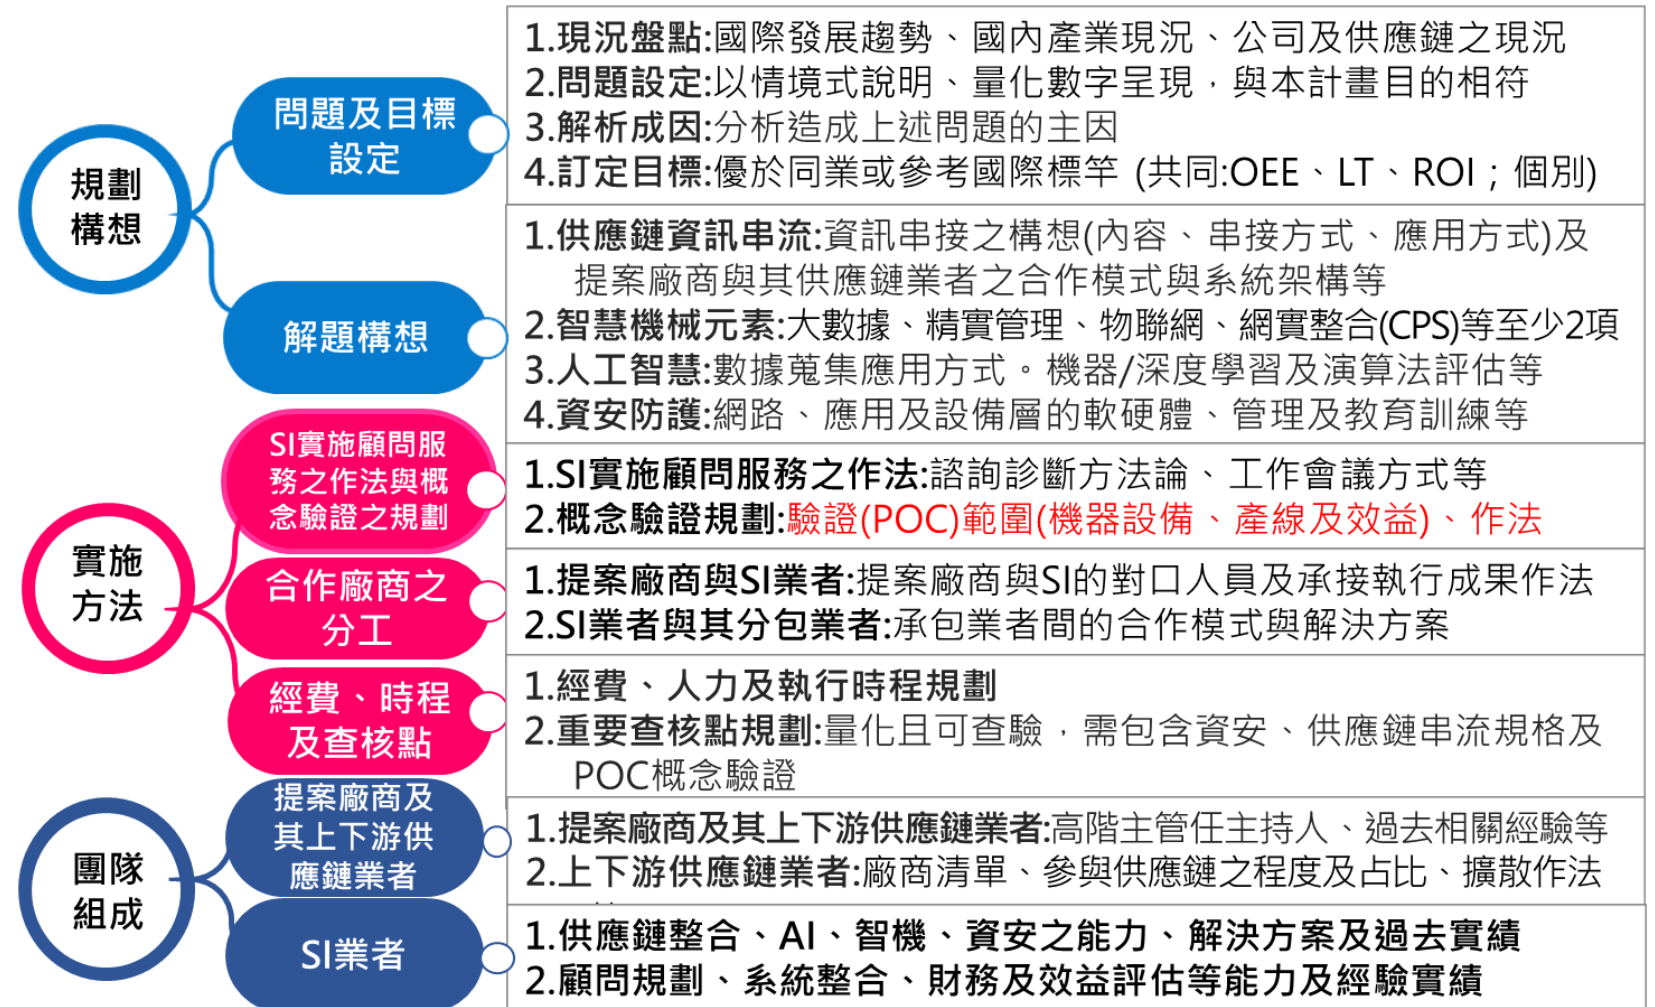 規劃
構想
問題及目標
設定
1.現況盤點:國際發展趨勢、國內產業現況、公司及供應鏈之現況
2.問題設定:以情境式說明、量化數字呈現，與本計畫目的相符
3.解析成因:分析造成上述問題的主因
4.訂定目標:優於同業或參考國際標竿 (共同:OEE、LT、ROI；個別)
解題構想
1.供應鏈資訊串流:資訊串接之構想(內容、串接方式、應用方式)及
提案廠商與其供應鏈業者之合作模式與系統架構等
2.智慧機械元素:大數據、精實管理、物聯網、網實整合(CPS)等至少2項
3.人工智慧:數據蒐集應用方式。機器/深度學習及演算法評估等
4.資安防護:網路、應用及設備層的軟硬體、管理及教育訓練等
實施
方法
SI實施顧問服
務之作法與概
念驗證之規劃
1.SI實施顧問服務之作法:諮詢診斷方法論、工作會議方式等
2.概念驗證規劃:驗證(POC)範圍(機器設備、產線及效益)、作法
合作廠商之
分工
1.提案廠商與SI業者:提案廠商與SI的對口人員及承接執行成果作法
2.SI業者與其分包業者:承包業者間的合作模式與解決方案
經費、時程
及查核點
1.經費、人力及執行時程規劃
2.重要查核點規劃:量化且可查驗，需包含資安、供應鏈串流規格及
POC概念驗證
團隊
組成
提案廠商及
其上下游供
應鏈業者
1.提案廠商及其上下游供應鏈業者:高階主管任主持人、過去相關經驗等
2.上下游供應鏈業者:廠商清單、參與供應鏈之程度及占比、擴散作法
SI業者
1.供應鏈整合、AI、智機、資安之能力、解決方案及過去實績
2.顧問規劃、系統整合、財務及效益評估等能力及經驗實績